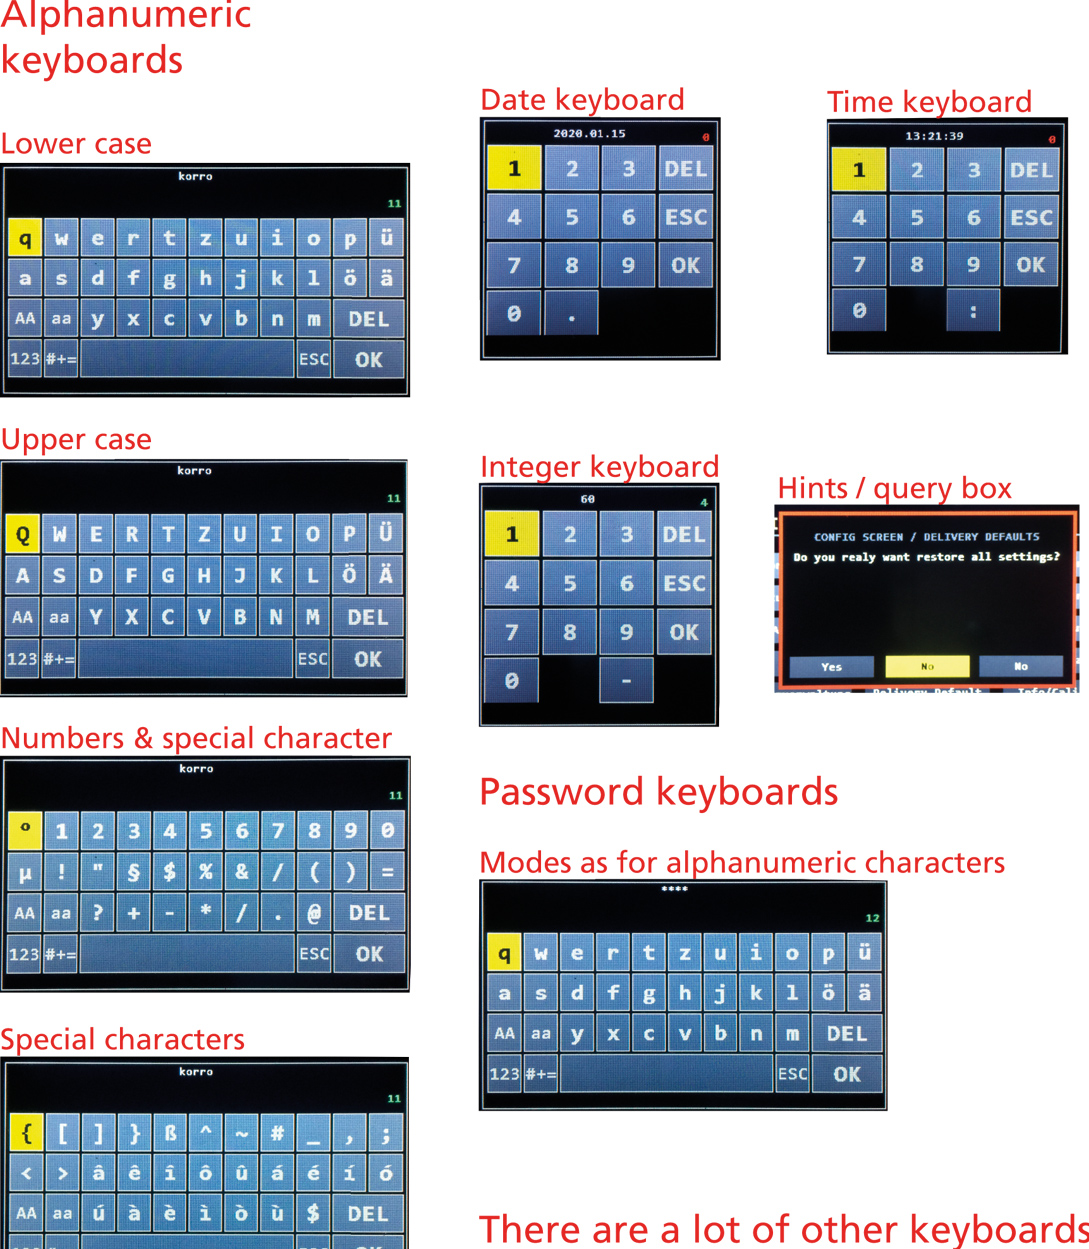 Alphanumeric
keyboards
Lower case
korro
11
q w e r t z u i o p ü
a s d f g h j k l ö ä
AA aa y x c v b n m DEL
123 #+= ESC OK
Upper case
korro
11
Q W E R T Z U I O P Ü
A S D F G H J K L Ö Ä
AA aa Y X C V B N M DEL
123 #+= ESC OK
Numbers & special character
korro
11
° 1 2 3 4 5 6 7 8 9 0
µ ! " § $ % & / ( ) =
AA aa ? + - * / . @ DEL
123 #+= ESC OK
Special characters
korro
11
{ [ ] } ß ^ ~ # _ , ;
< > â ê î ô û á é í ó
AA aa ú à è ì ò ù $ DEL
Date keyboard
2020.01.15
0
1 2 3 DEL
4 5 6 ESC
7 8 9 OK
0 .
Time keyboard
13:21:39
0
1 2 3 DEL
4 5 6 ESC
7 8 9 OK
0 :
Integer keyboard
60
4
1 2 3 DEL
4 5 6 ESC
7 8 9 OK
0 -
Hints / query box
CONFIG SCREEN / DELIVERY DEFAULTS
Do you realy want restore all settings?
Yes No No
Delivery Default
Password keyboards
Modes as for alphanumeric characters
****
12
q w e r t z u i o p ü
a s d f g h j k l ö ä
AA aa y x c v b n m DEL
123 #+= ESC OK
There are a lot of other keyboards